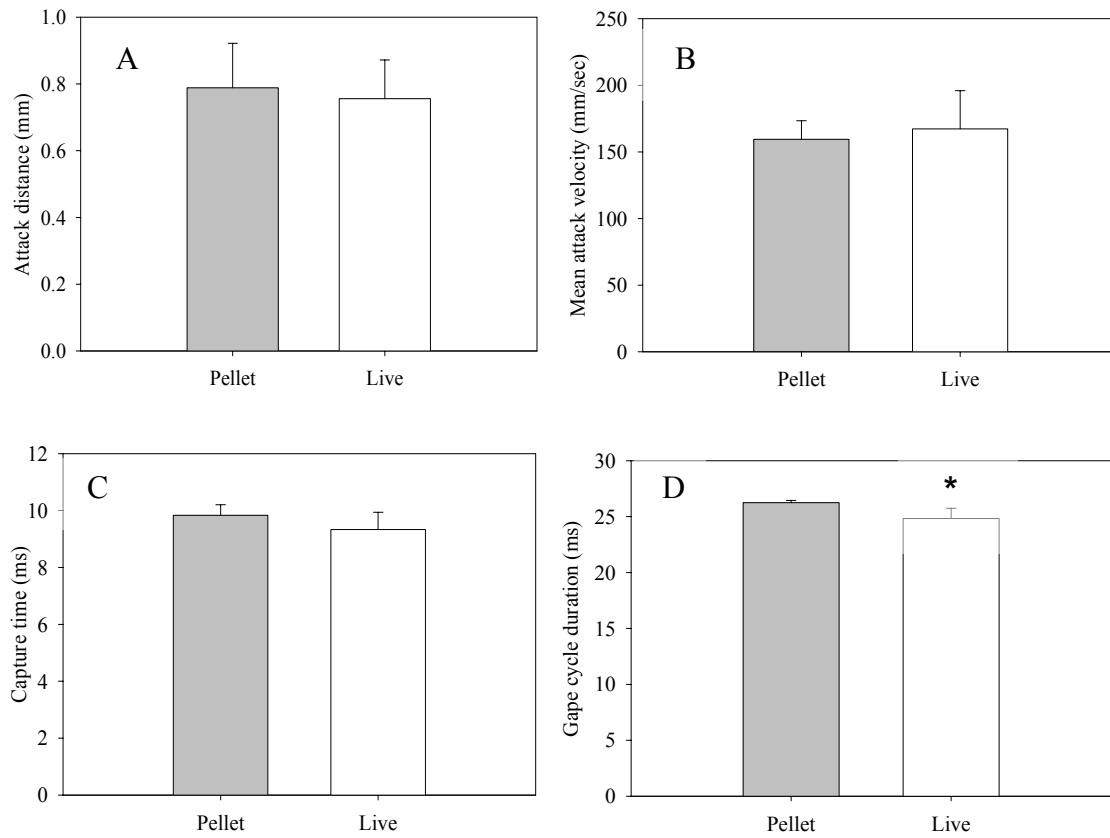 A
Attack distance (mm)
1.0
0.8
0.6
0.4
0.2
0.0
Pellet Live
B
Mean attack velocity (mm/sec)
250
200
150
100
50
0
Pellet Live
C
Capture time (ms)
12
10
8
6
4
2
0
Pellet Live
D
*
Gape cycle duration (ms)
30
25
20
15
10
5
0
Pellet Live